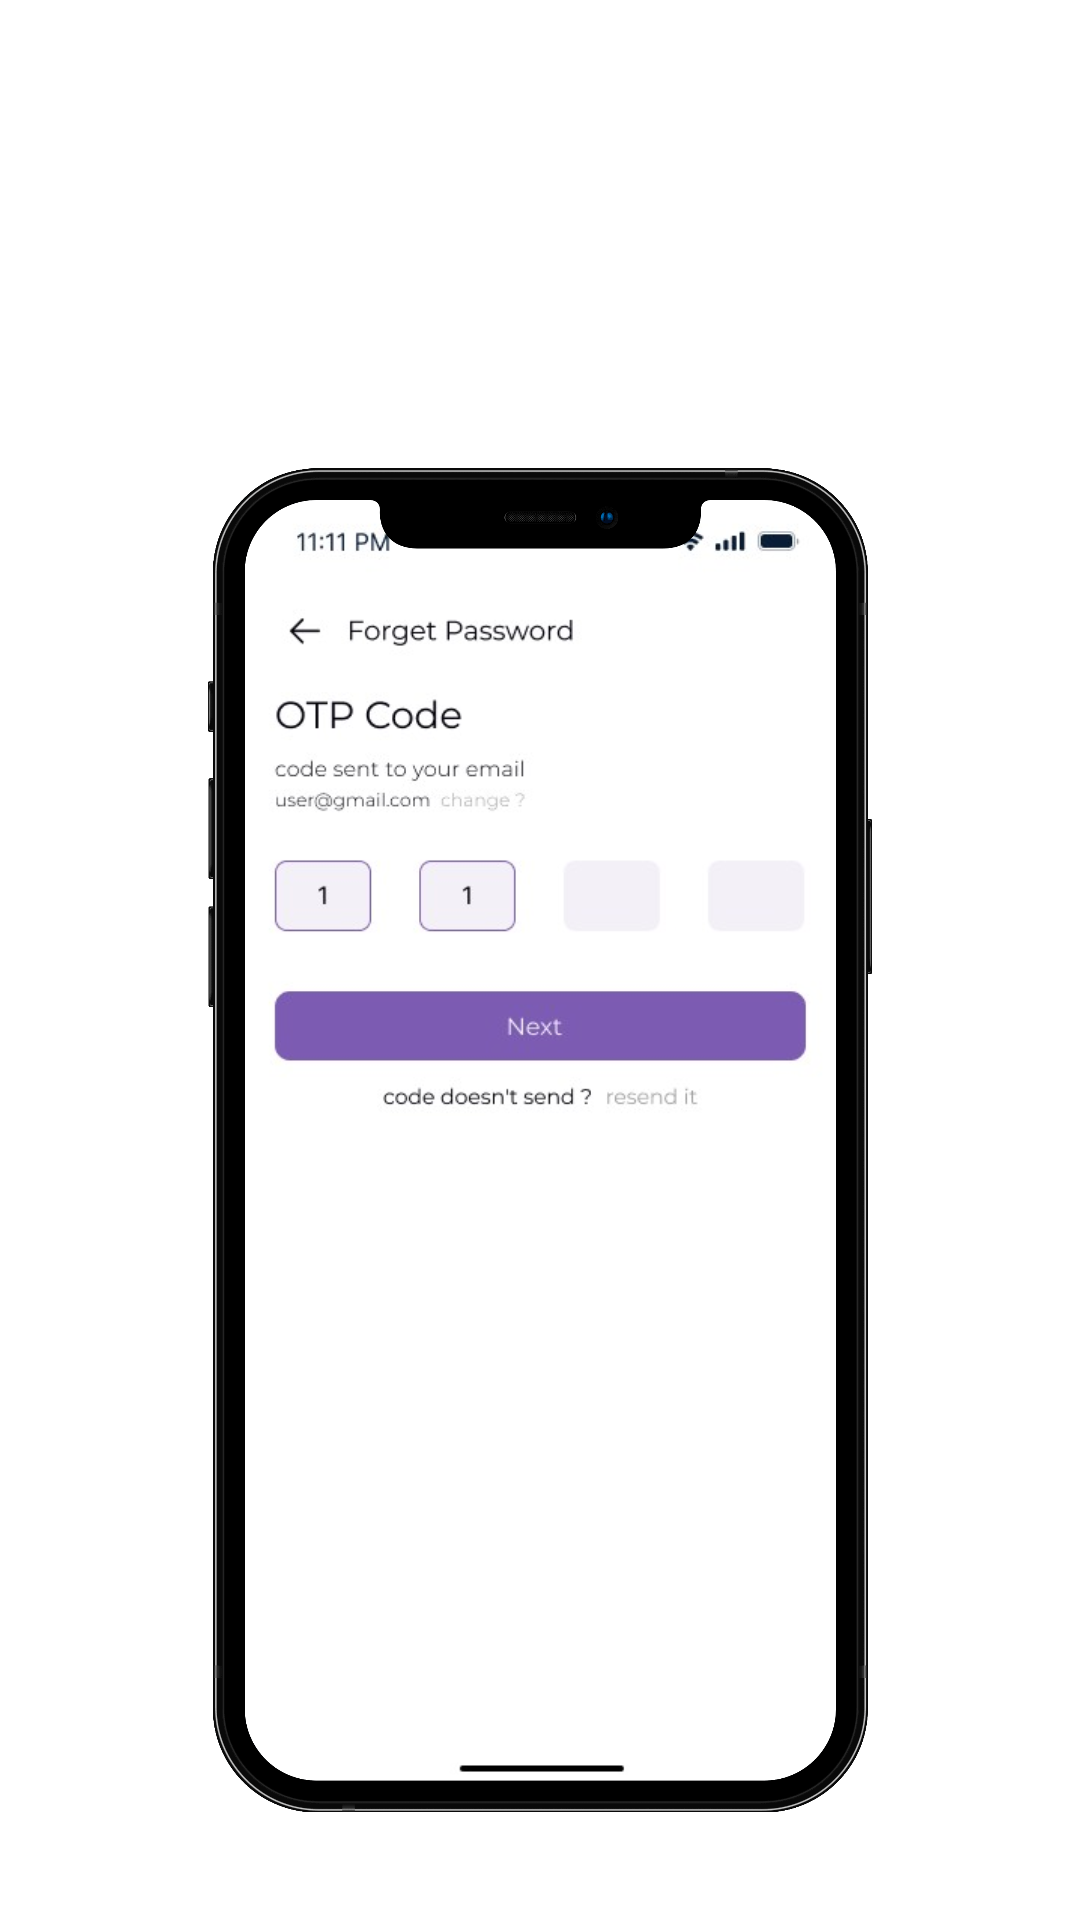 11:11 PM
Forget Password
OTP Code
code sent to your email
user@gmail.com change ?
1 1
Next
code doesn't send ? resend it